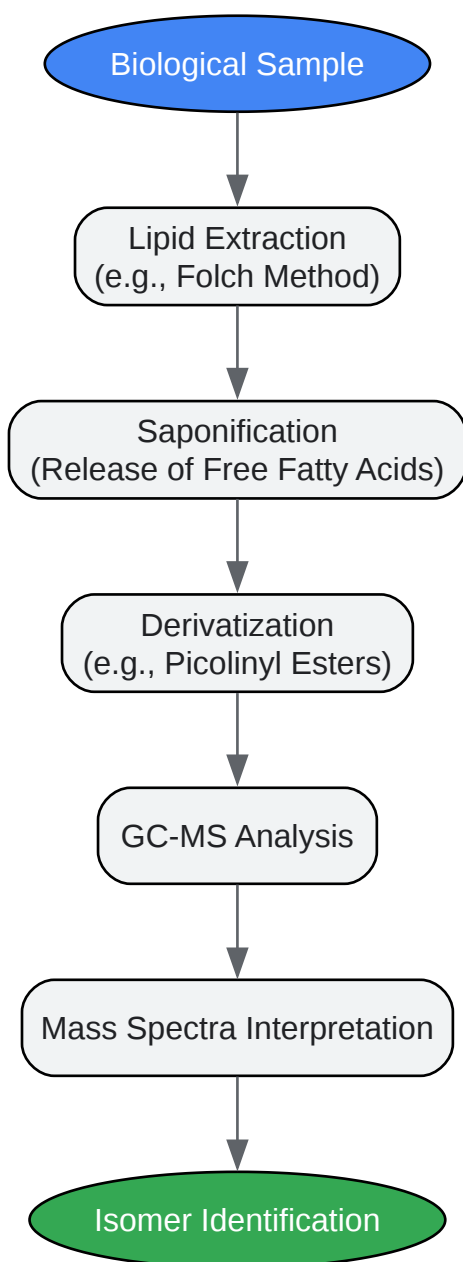 Biological Sample
Lipid Extraction
(e.g., Folch Method)
Saponification
(Release of Free Fatty Acids)
Derivatization
(e.g., Picolinyl Esters)
GC-MS Analysis
Mass Spectra Interpretation
Isomer Identification